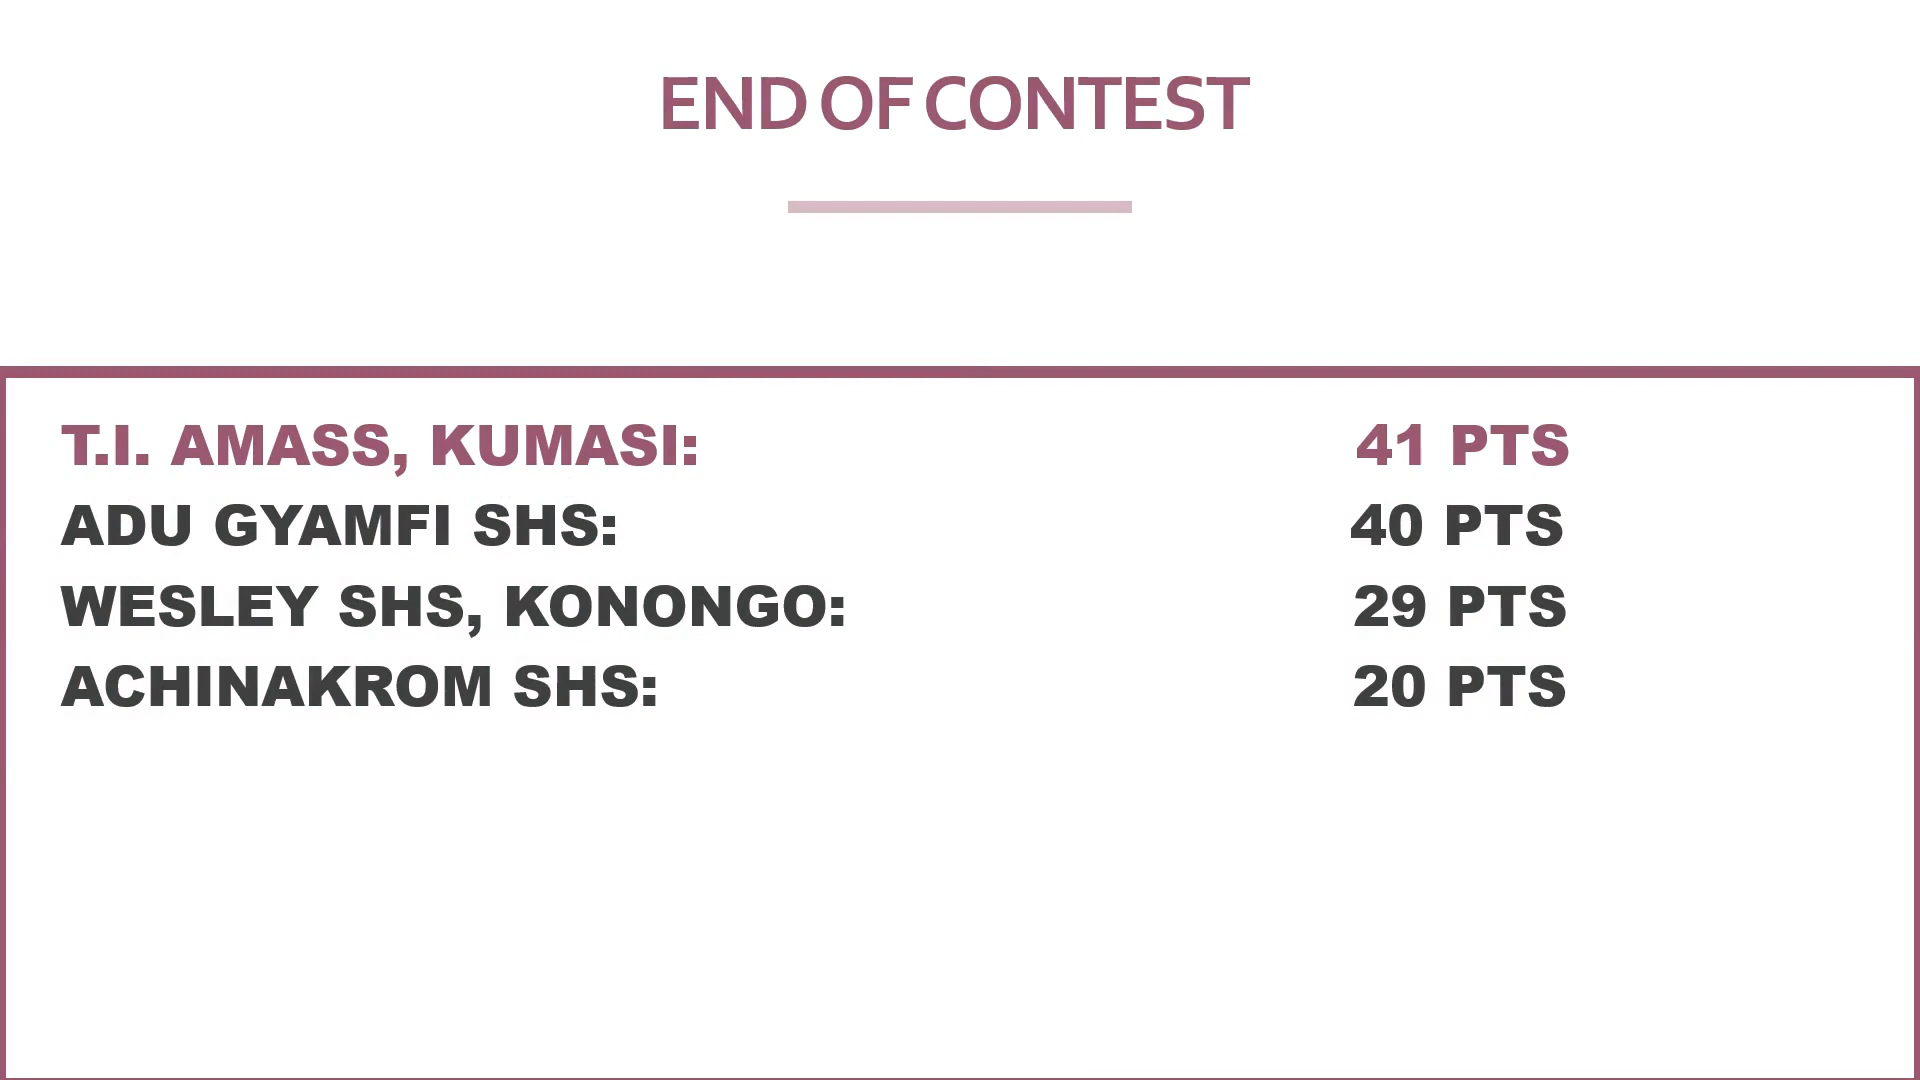 END OF CONTEST
T.I. AMASS, KUMASI: 41 PTS
ADU GYAMFI SHS: 40 PTS
WESLEY SHS, KONONGO: 29 PTS
ACHINAKROM SHS: 20 PTS